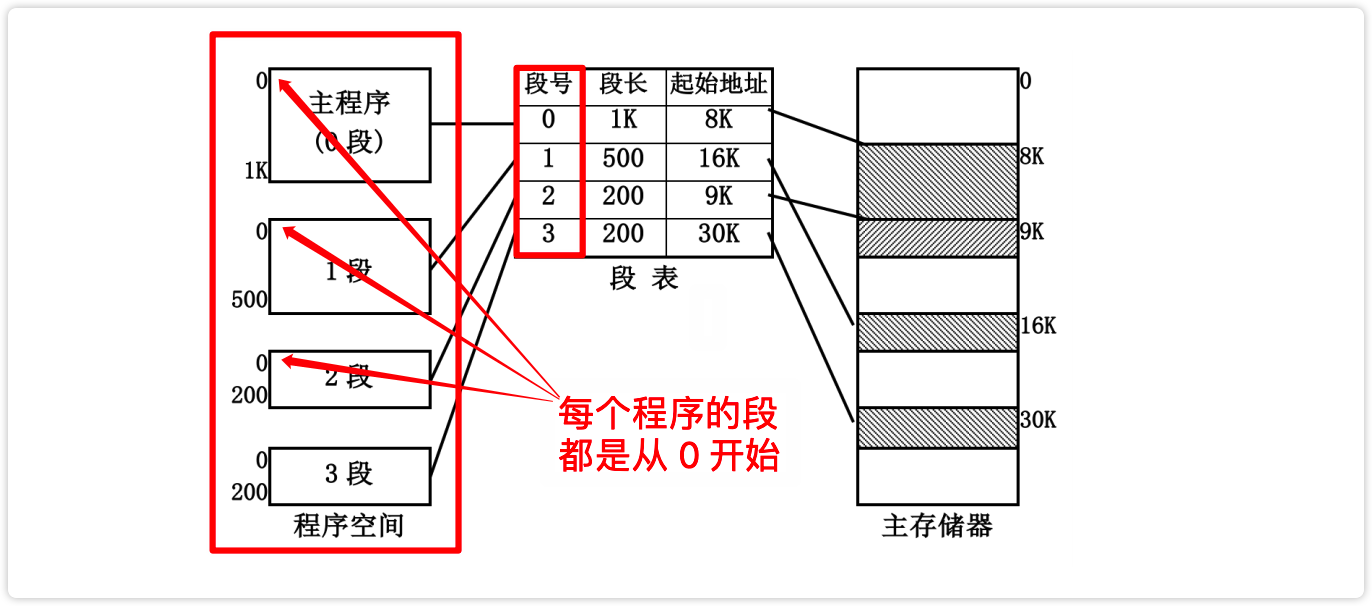 0
主程序
(0 段)
1K
0
1 段
500
0
2 段
200
0
3 段
200
程序空间
段号 段长 起始地址
0 1K 8K
1 500 16K
2 200 9K
3 200 30K
段 表
每个程序的段
都是从 0 开始
0
8K
9K
16K
30K
主存储器